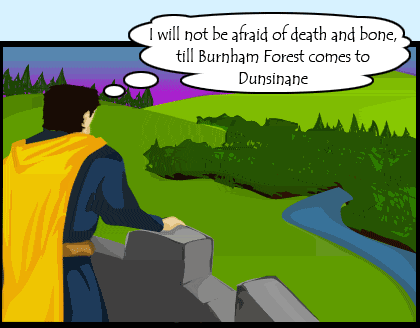 I will not be afraid of death and bone,
till Burnham Forest comes to
Dunsinane